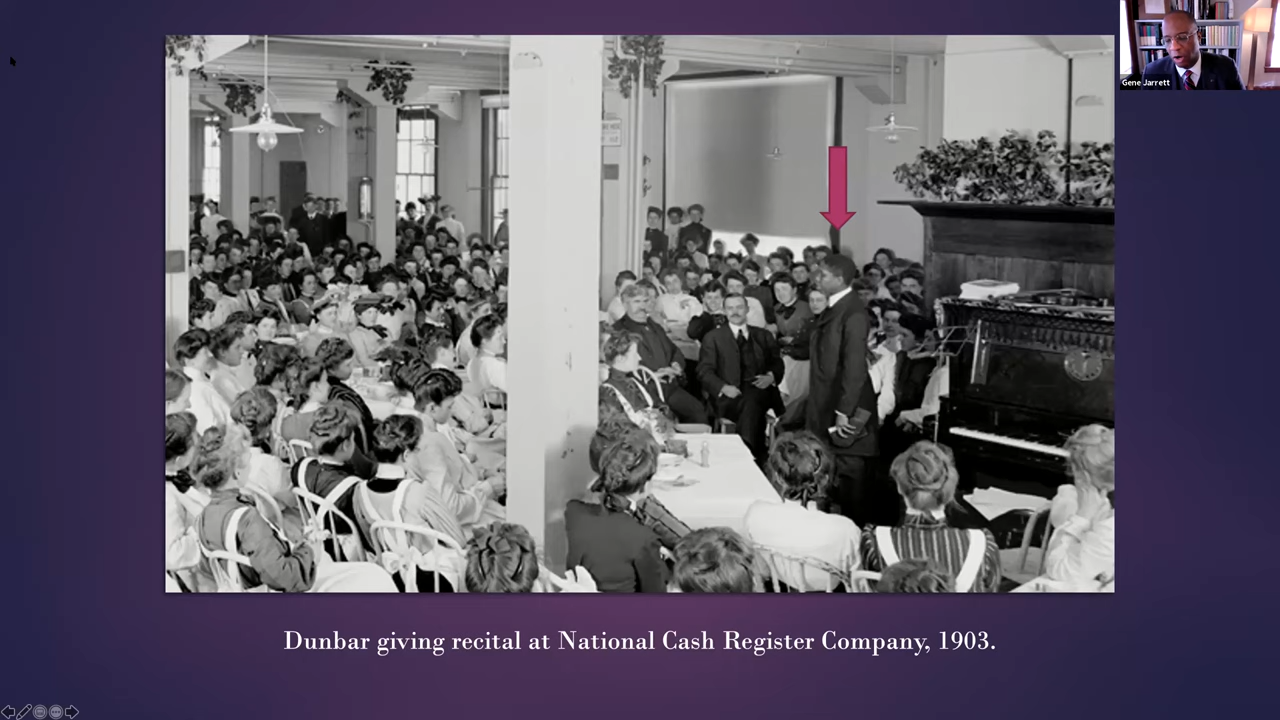 Gene Jarrett
Dunbar giving recital at National Cash Register Company, 1903.